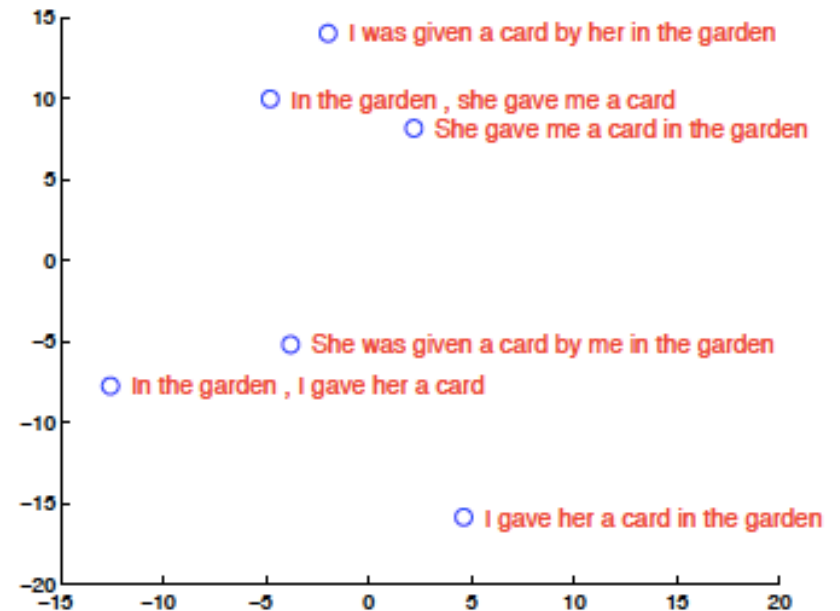 15
I was given a card by her in the garden
10
In the garden , she gave me a card
She gave me a card in the garden
5
0
-5
She was given a card by me in the garden
In the garden , I gave her a card
-10
-15
I gave her a card in the garden
-20
-15 -10 -5 0 5 10 15 20